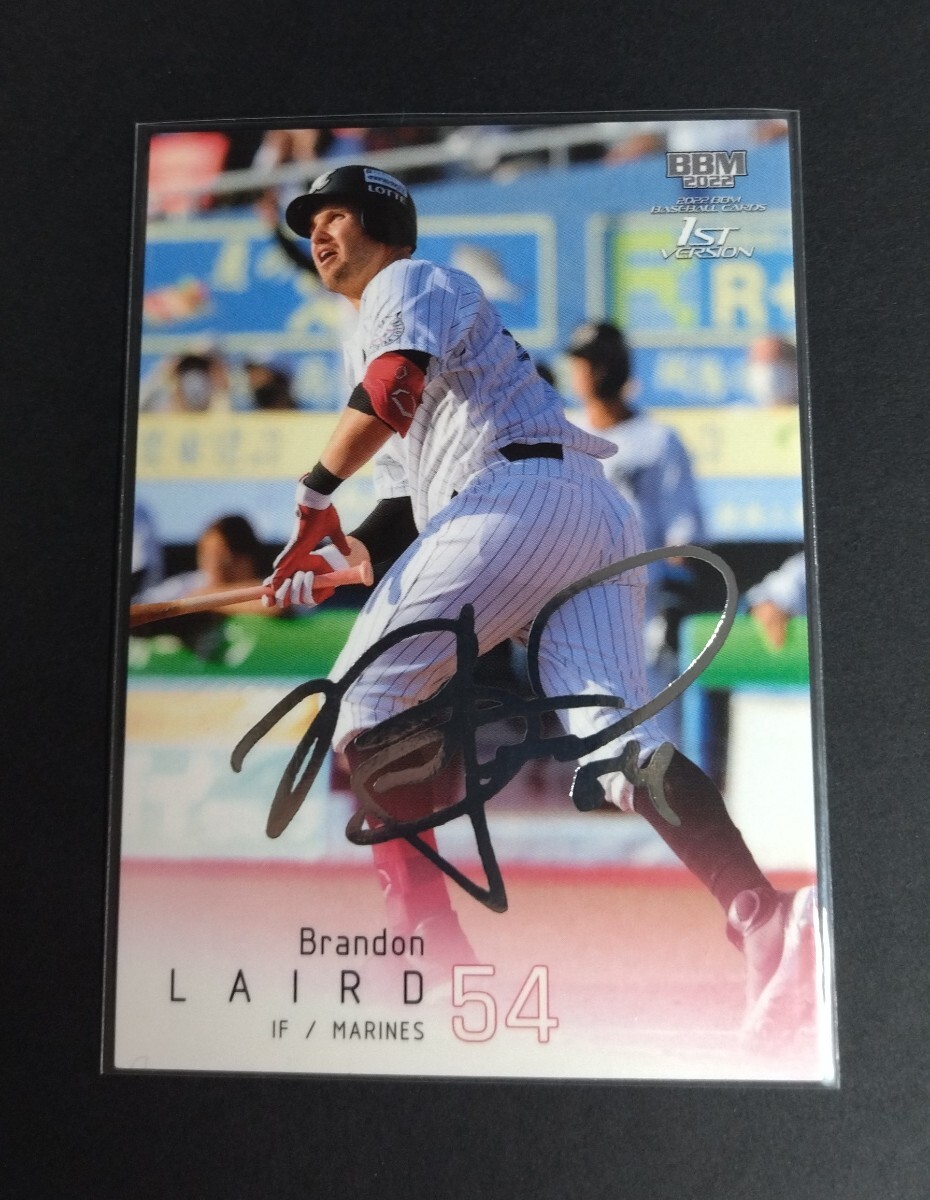 LOTTE
BBM
2022
2022 BBM
BASEBALL CARDS
1ST
VERSION
Brandon
LAIRD
IF / MARINES
54